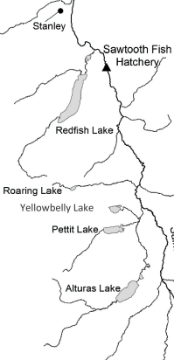 Stanley
Sawtooth Fish
Hatchery
Redfish Lake
Roaring Lake
Yellowbelly Lake
Pettit Lake
Alturas Lake